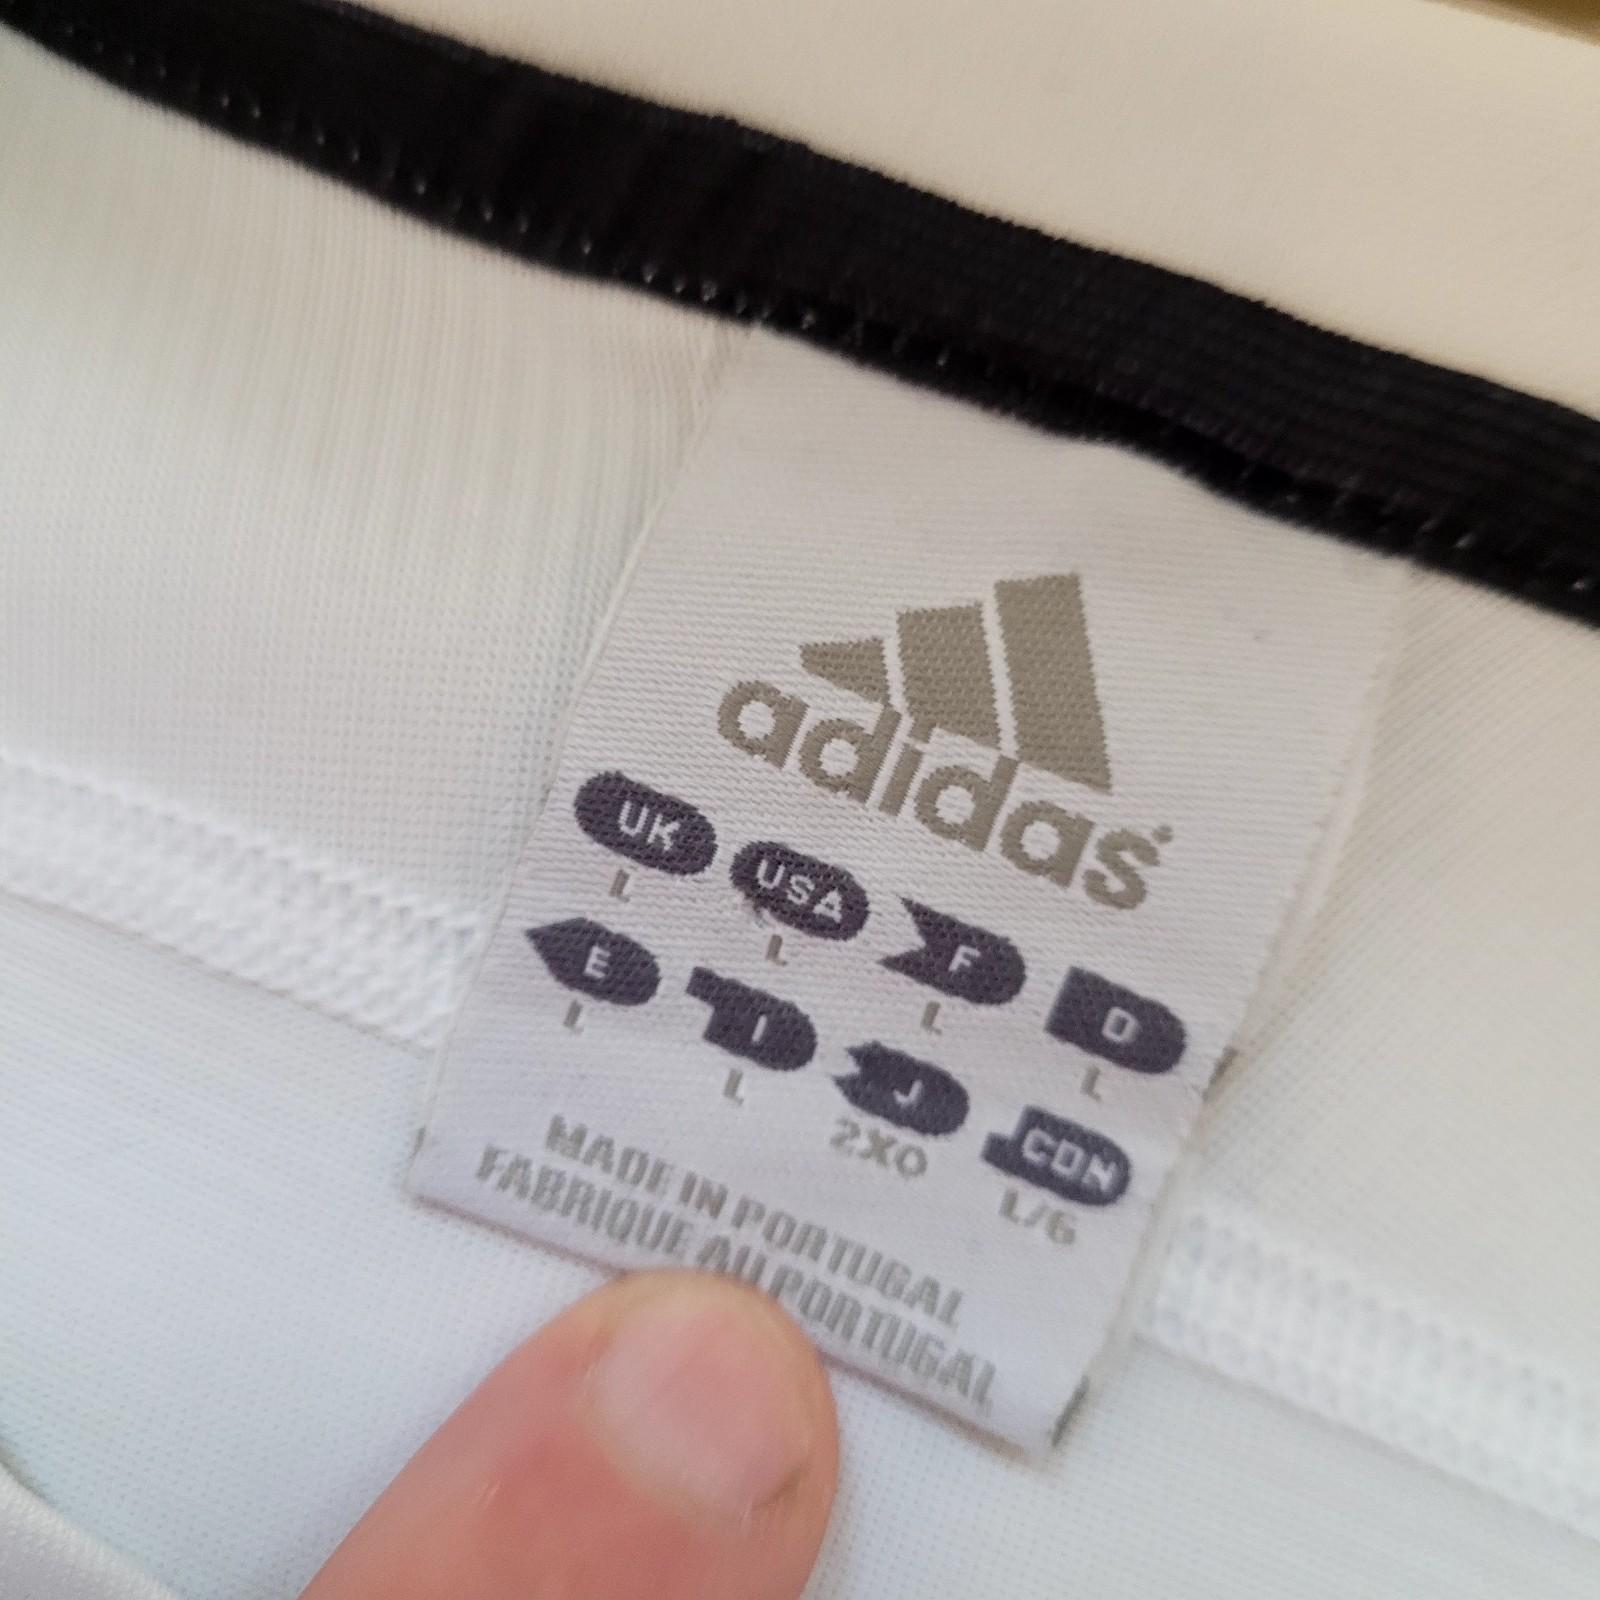 adidas
UK USA F D
L L L L
E I J CDN
L L 2XO L/G
MADE IN PORTUGAL
FABRIQUE AU PORTUGAL